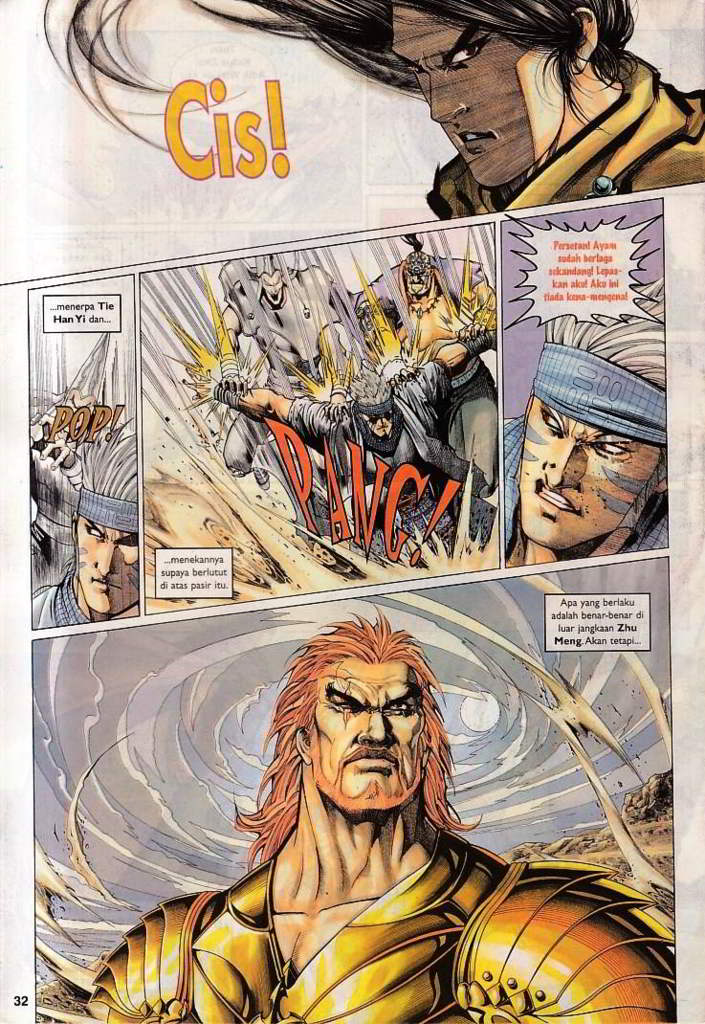 Cis!
...menerpa Tie
Han Yi dan...
POP!
PANG!
...menekannya
supaya berlutut
di atas pasir itu.
Persetan! Ayam
sudah bertaga
sekandang! Lepas-
kan aku! Aku ini
tiada kena-mengena!
Apa yang berlaku
adalah benar-benar di
luar jangkaan Zhu
Meng. Akan tetapi...
32